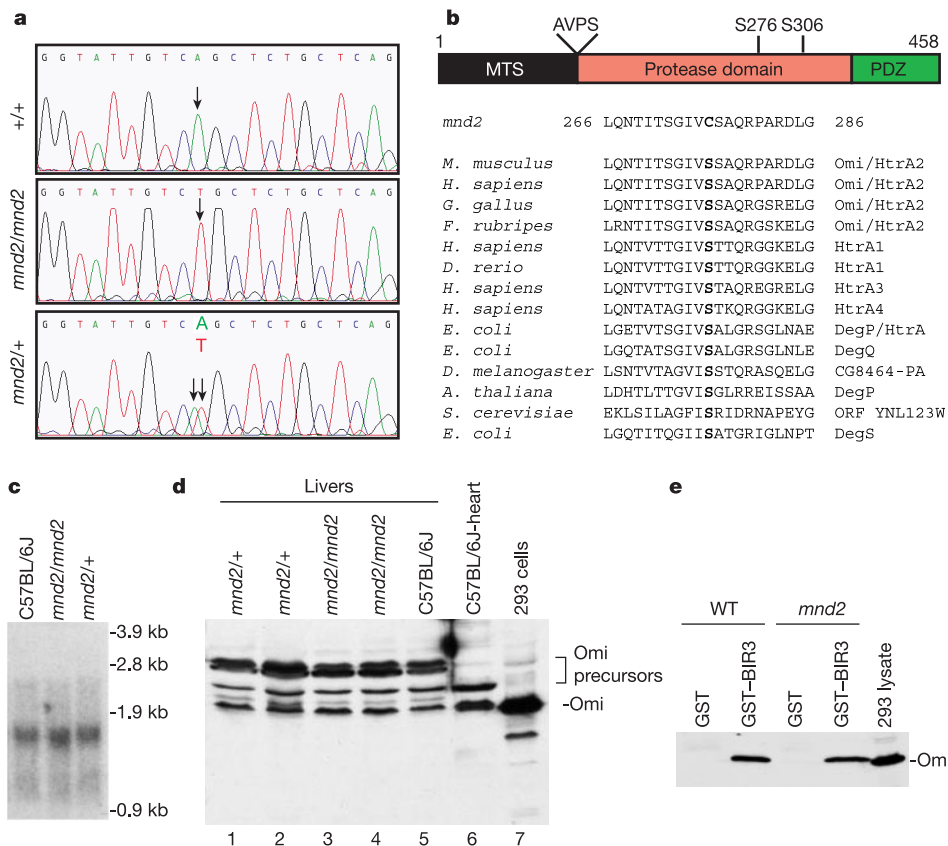 a
+/+
G G T A T T G T C A G C T C T G C T C A G
mnd2/mnd2
G G T A T T G T C T G C T C T G C T C A G
mnd2/+
G G T A T T G T C A G C T C T G C T C A G
T
b
AVPS S276 S306
1 458
MTS Protease domain PDZ
mnd2 266 LQNTITSGIVCSAQRPARDLG 286
M. musculus LQNTITSGIVSSAQRPARDLG Omi/HtrA2
H. sapiens LQNTITSGIVSSAQRPARDLG Omi/HtrA2
G. gallus LQNTITSGIVSSAQRGSRELG Omi/HtrA2
F. rubripes LRNTITSGIVSSAQRGSKELG Omi/HtrA2
H. sapiens LQNTVTTGIVSTTQRGGKELG HtrA1
D. rerio LQNTVTTGIVSTTQRGGKELG HtrA1
H. sapiens LQNTVTTGIVSTAQREGRELG HtrA3
H. sapiens LQNTATAGIVSTKQRGGKELG HtrA4
E. coli LGETVTSGIVSALGRSGLNAE DegP/HtrA
E. coli LGQTATSGIVSALGRSGLNLE DegQ
D. melanogaster LSNTVTAGVISSTQRASQELG CG8464-PA
A. thaliana LDHTLTTGVISGLRREISSAA DegP
S. cerevisiae EKLSILAGFISRIDRNAPEYG ORF YNL123W
E. coli LGQTITQGIISATGRIGLNPT DegS
c
C57BL/6J
mnd2/mnd2
mnd2/+
-3.9 kb
-2.8 kb
-1.9 kb
-0.9 kb
d
Livers
mnd2/+
mnd2/+
mnd2/mnd2
mnd2/mnd2
C57BL/6J
C57BL/6J-heart
293 cells
Omi
precursors
-Omi
1 2 3 4 5 6 7
e
WT mnd2
GST
GST–BIR3
GST
GST–BIR3
293 lysate
-Om